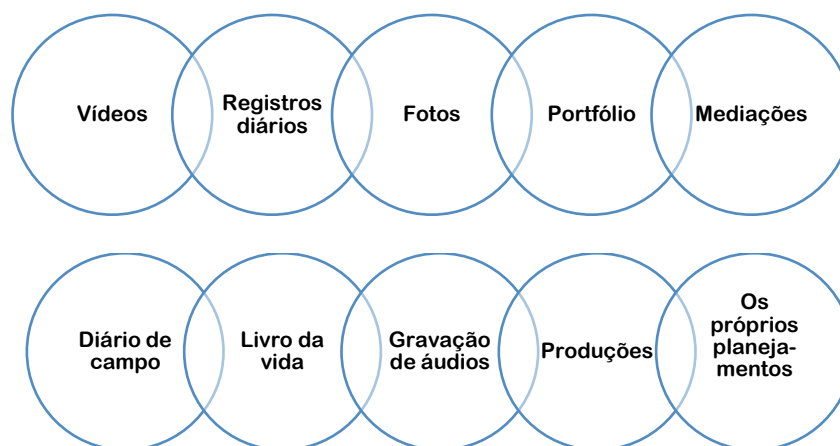 Vídeos
Registros
diários
Fotos
Portfólio
Mediações
Diário de
campo
Livro da
vida
Gravação
de áudios
Produções
Os
próprios
planeja-
mentos